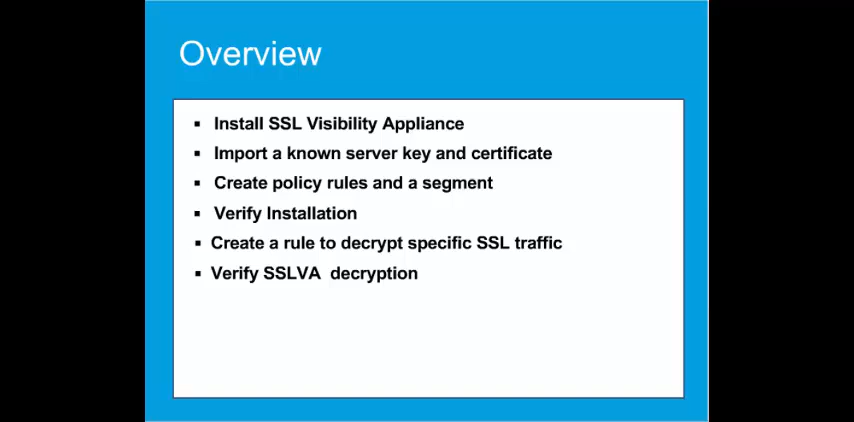 Overview
▪ Install SSL Visibility Appliance
▪ Import a known server key and certificate
▪ Create policy rules and a segment
▪ Verify Installation
▪ Create a rule to decrypt specific SSL traffic
▪ Verify SSLVA decryption